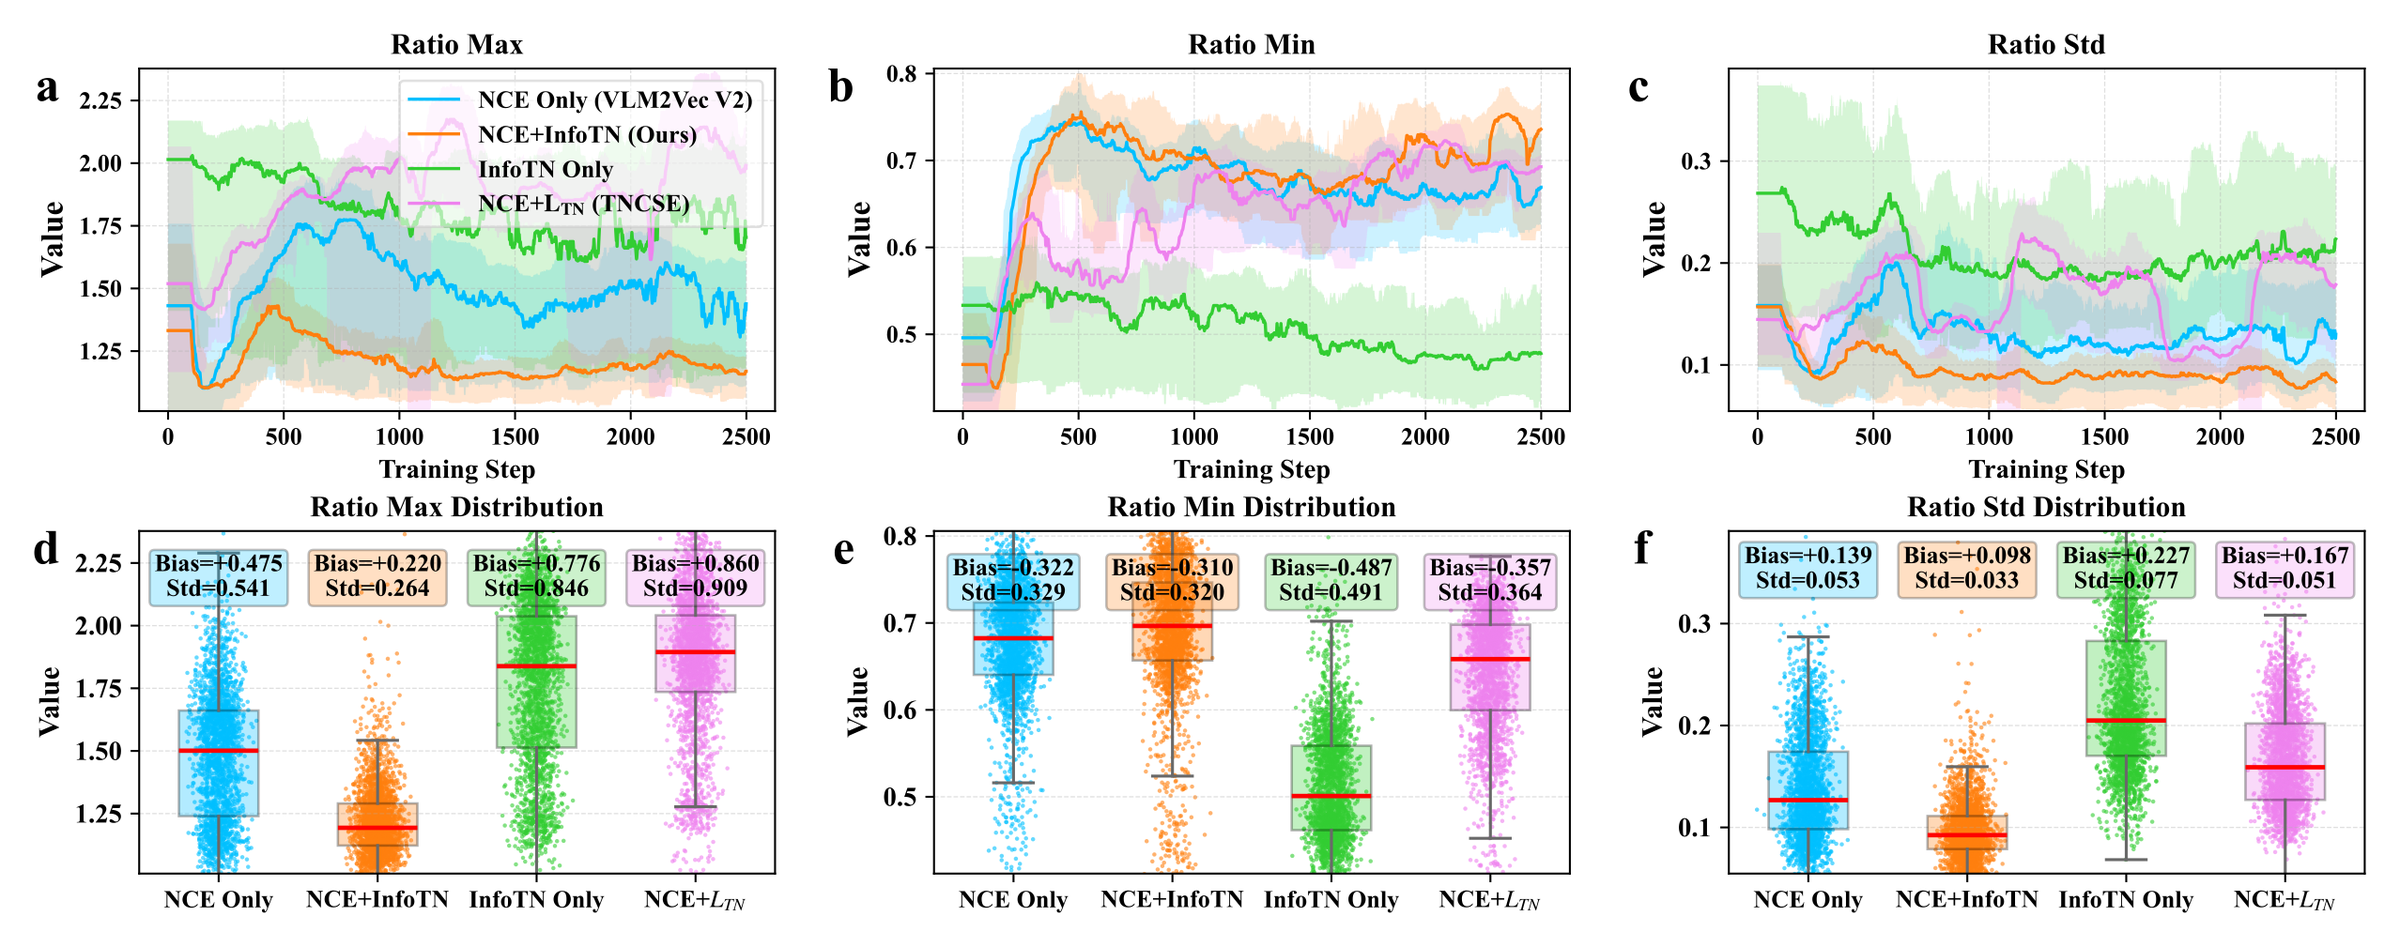 Ratio Max
a
Value
2.25
2.00
1.75
1.50
1.25
NCE Only (VLM2Vec V2)
NCE+InfoTN (Ours)
InfoTN Only
NCE+L_TN (TNCSE)
0 500 1000 1500 2000 2500
Training Step
Ratio Min
b
Value
0.8
0.7
0.6
0.5
0 500 1000 1500 2000 2500
Training Step
Ratio Std
c
Value
0.3
0.2
0.1
0 500 1000 1500 2000 2500
Training Step
Ratio Max Distribution
d
Value
2.25
2.00
1.75
1.50
1.25
Bias=+0.475
Std=0.541
Bias=+0.220
Std=0.264
Bias=+0.776
Std=0.846
Bias=+0.860
Std=0.909
NCE Only NCE+InfoTN InfoTN Only NCE+L_TN
Ratio Min Distribution
e
Value
0.8
0.7
0.6
0.5
Bias=-0.322
Std=0.329
Bias=-0.310
Std=0.320
Bias=-0.487
Std=0.491
Bias=-0.357
Std=0.364
NCE Only NCE+InfoTN InfoTN Only NCE+L_TN
Ratio Std Distribution
f
Value
0.3
0.2
0.1
Bias=+0.139
Std=0.053
Bias=+0.098
Std=0.033
Bias=+0.227
Std=0.077
Bias=+0.167
Std=0.051
NCE Only NCE+InfoTN InfoTN Only NCE+L_TN